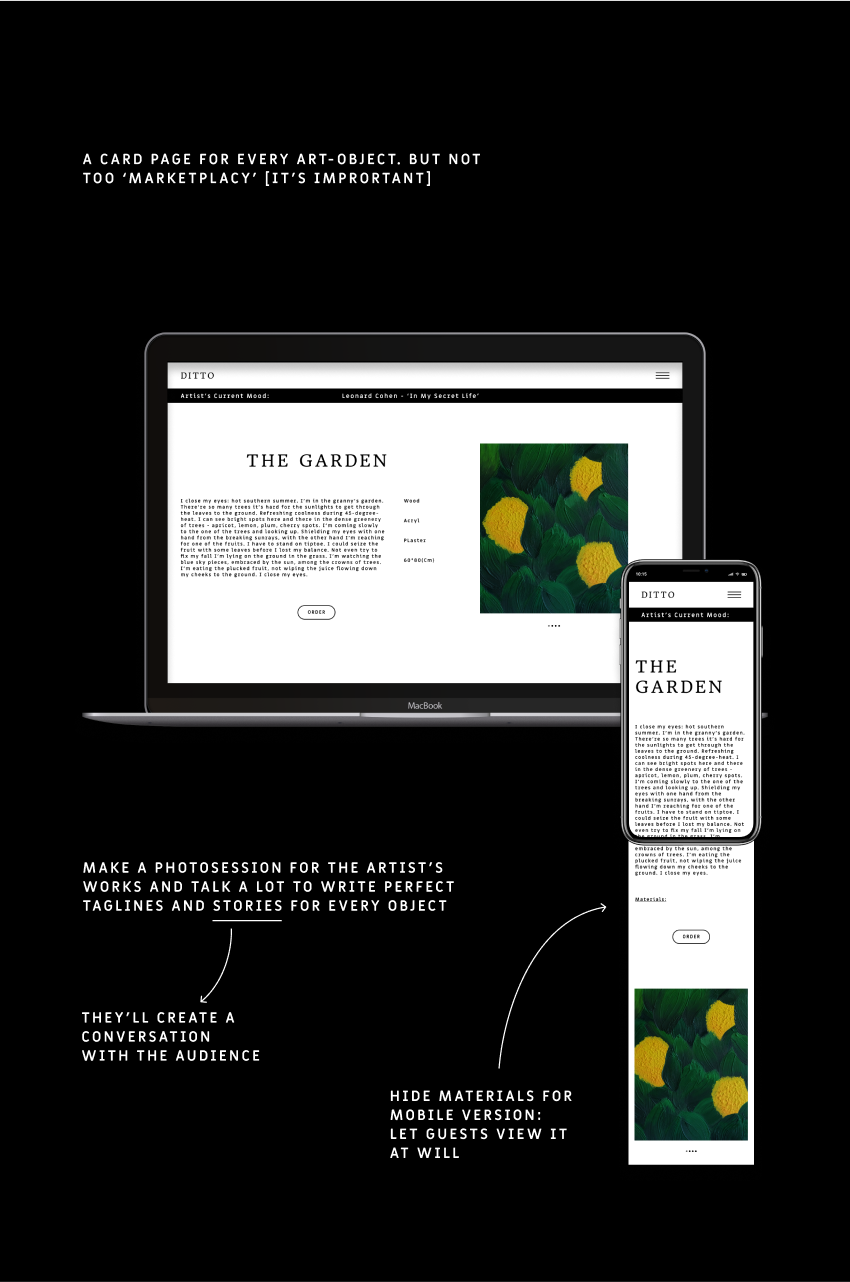 A CARD PAGE FOR EVERY ART-OBJECT. BUT NOT
TOO ‘MARKETPLACY’ [IT’S IMPRORTANT]
DITTO
Artist's Current Mood:
Leonard Cohen - 'In My Secret Life'
THE GARDEN
I close my eyes: hot southern summer. I'm in the granny's garden.
There're so many trees it's hard for the sunlights to get through
the leaves to the ground. Refreshing coolness during 45-degree-
heat. I can see bright spots here and there in the dense greenery
of trees - apricot, lemon, plum, cherry spots. I'm coming slowly
to the one of the trees and looking up. Shielding my eyes with one
hand from the breaking sunrays, with the other hand I'm reaching
for one of the fruits. I have to stand on tiptoe. I could seize the
fruit with some leaves before I lost my balance. Not even try to
fix my fall I'm lying on the ground in the grass. I'm watching the
blue sky pieces, embraced by the sun, among the crowns of trees.
I'm eating the plucked fruit, not wiping the juice flowing down
my cheeks to the ground. I close my eyes.
Wood
Acryl
PLaster
60*80(Cm)
ORDER
MacBook
10:15
DITTO
Artist's Current Mood:
THE
GARDEN
I close my eyes: hot southern
summer. I'm in the granny's garden.
There're so many trees it's hard for
the sunlights to get through the
leaves to the ground. Refreshing
coolness during 45-degree-heat. I
can see bright spots here and there
in the dense greenery of trees -
apricot, lemon, plum, cherry spots.
I'm coming slowly to the one of the
trees and looking up. Shielding my
eyes with one hand from the
breaking sunrays, with the other
hand I'm reaching for one of the
fruits. I have to stand on tiptoe. I
could seize the fruit with some
leaves before I lost my balance. Not
even try to fix my fall I'm lying on
embraced by the sun, among the
crowns of trees. I'm eating the
plucked fruit, not wiping the juice
flowing down my cheeks to the
ground. I close my eyes.
Materials:
ORDER
MAKE A PHOTOSESSION FOR THE ARTIST’S
WORKS AND TALK A LOT TO WRITE PERFECT
TAGLINES AND STORIES FOR EVERY OBJECT
THEY’LL CREATE A
CONVERSATION
WITH THE AUDIENCE
HIDE MATERIALS FOR
MOBILE VERSION:
LET GUESTS VIEW IT
AT WILL